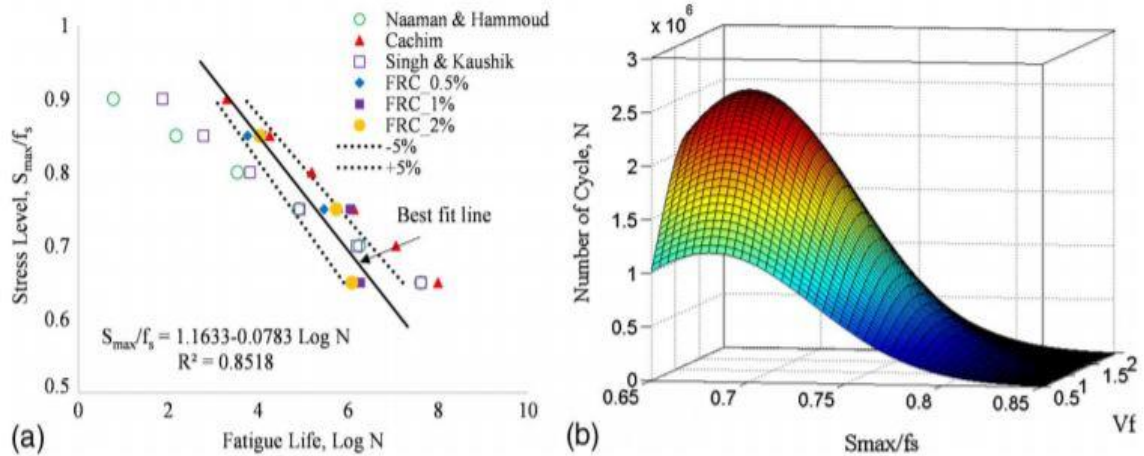 Naaman & Hammoud
Cachim
Singh & Kaushik
FRC_0.5%
FRC_1%
FRC_2%
-5%
+5%
Best fit line
Stress Level, Smax/fs
1
0.9
0.8
0.7
0.6
0.5
Smax/fs = 1.1633-0.0783 Log N
R² = 0.8518
0 2 4 6 8 10
Fatigue Life, Log N
(a)
x 10⁶
Number of Cycle, N
3
2.5
2
1.5
1
0.5
0
0.65 0.7 0.75 0.8 0.85
0.5 1 1.5 2
Smax/fs
Vf
(b)